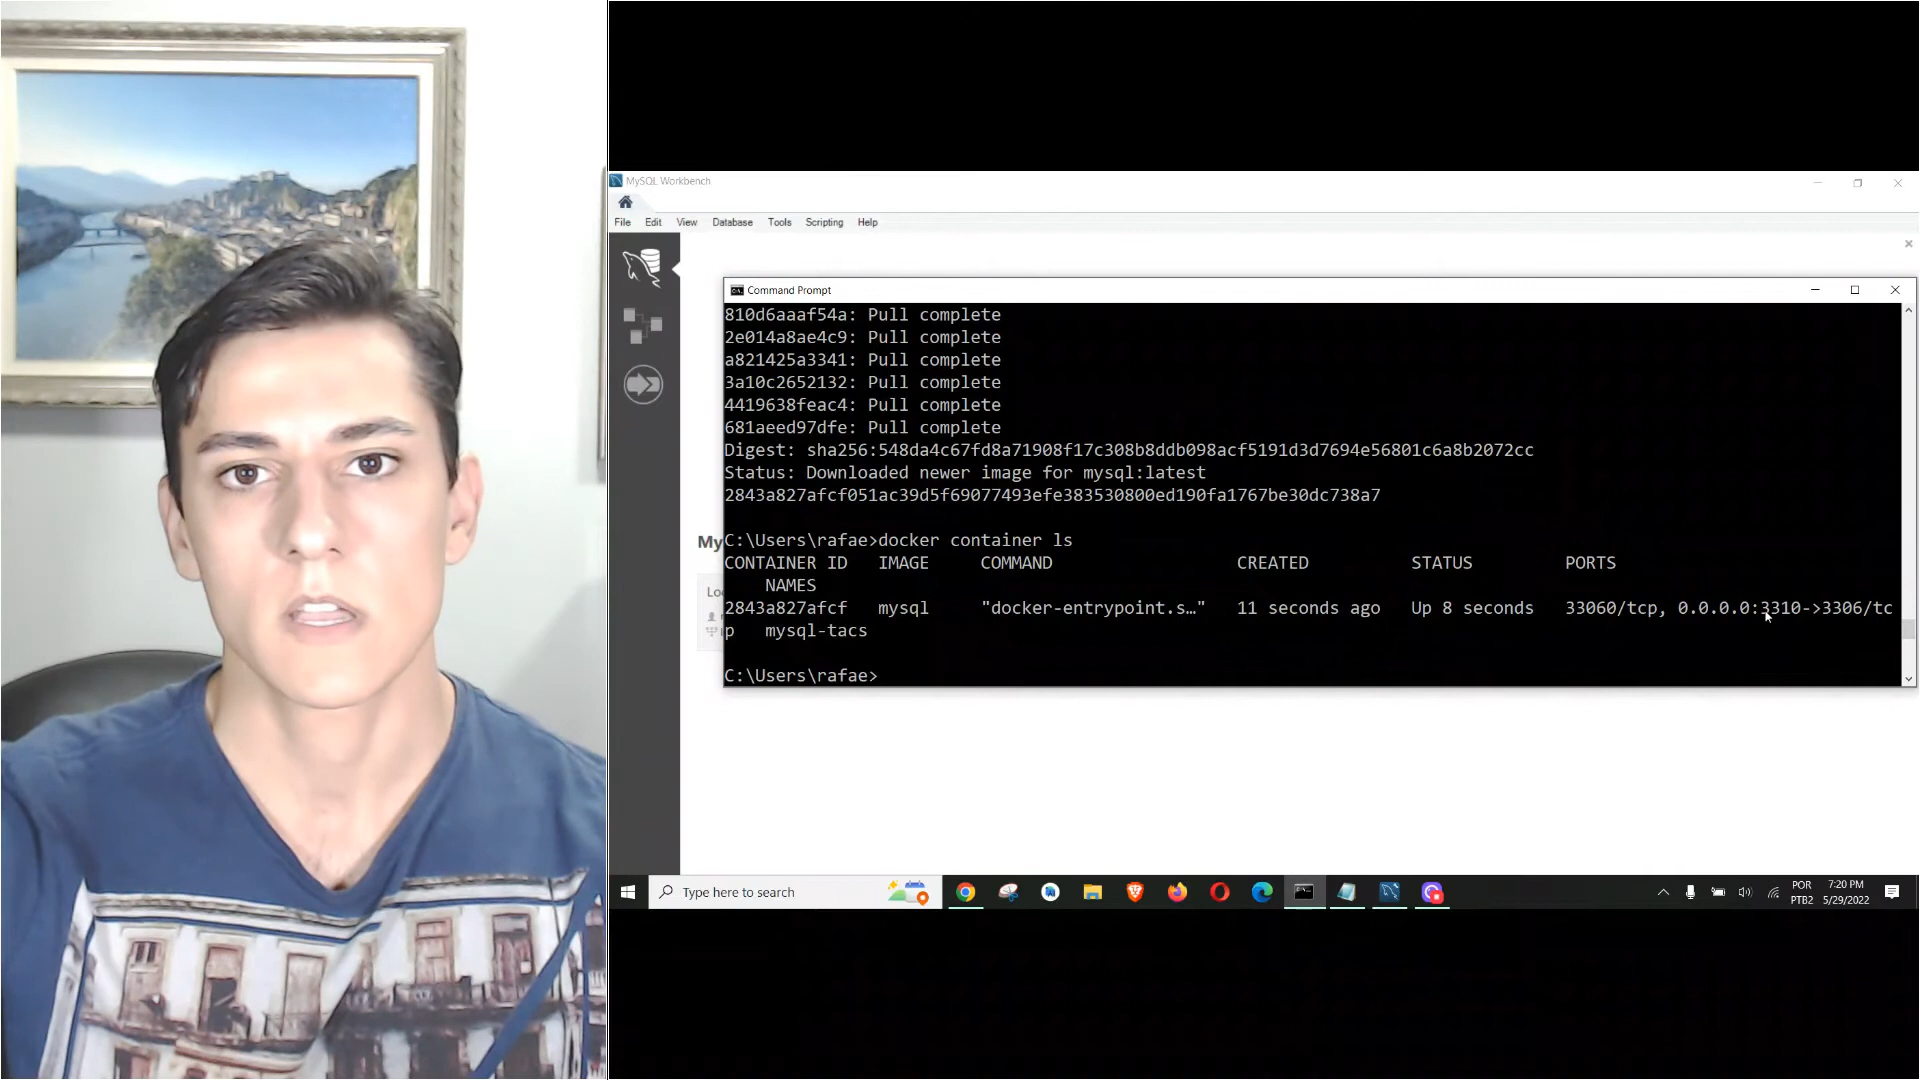 MySQL Workbench
File Edit View Database Tools Scripting Help
Command Prompt
810d6aaaf54a: Pull complete
2e014a8ae4c9: Pull complete
a821425a3341: Pull complete
3a10c2652132: Pull complete
4419638feac4: Pull complete
681aeed97dfe: Pull complete
Digest: sha256:548da4c67fd8a71908f17c308b8ddb098acf5191d3d7694e56801c6a8b2072cc
Status: Downloaded newer image for mysql:latest
2843a827afcf051ac39d5f69077493efe383530800ed190fa1767be30dc738a7
C:\Users\rafae>docker container ls
CONTAINER ID IMAGE COMMAND CREATED STATUS PORTS
NAMES
2843a827afcf mysql "docker-entrypoint.s…" 11 seconds ago Up 8 seconds 33060/tcp, 0.0.0.0:3310->3306/tc
p mysql-tacs
C:\Users\rafae>
My
Lo
Type here to search
POR
PTB2
7:20 PM
5/29/2022